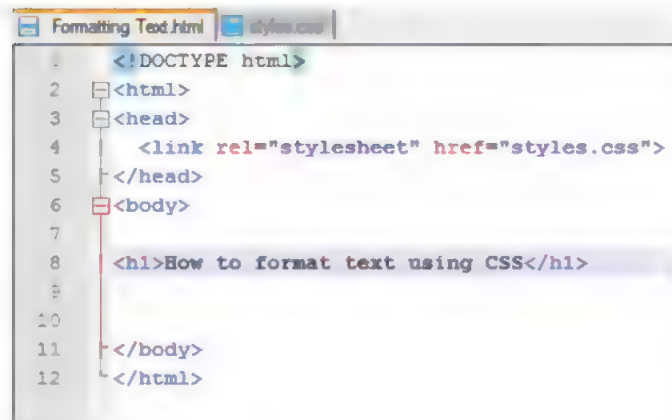 Formatting Text.html styles.css
1 <!DOCTYPE html>
2 <html>
3 <head>
4 <link rel="stylesheet" href="styles.css">
5 </head>
6 <body>
7
8 <h1>How to format text using CSS</h1>
9
10
11 </body>
12 </html>